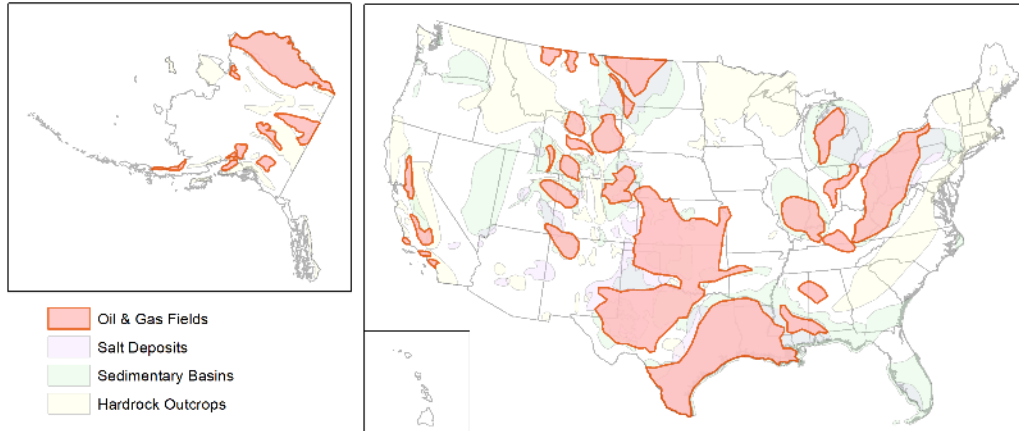 Oil & Gas Fields
Salt Deposits
Sedimentary Basins
Hardrock Outcrops